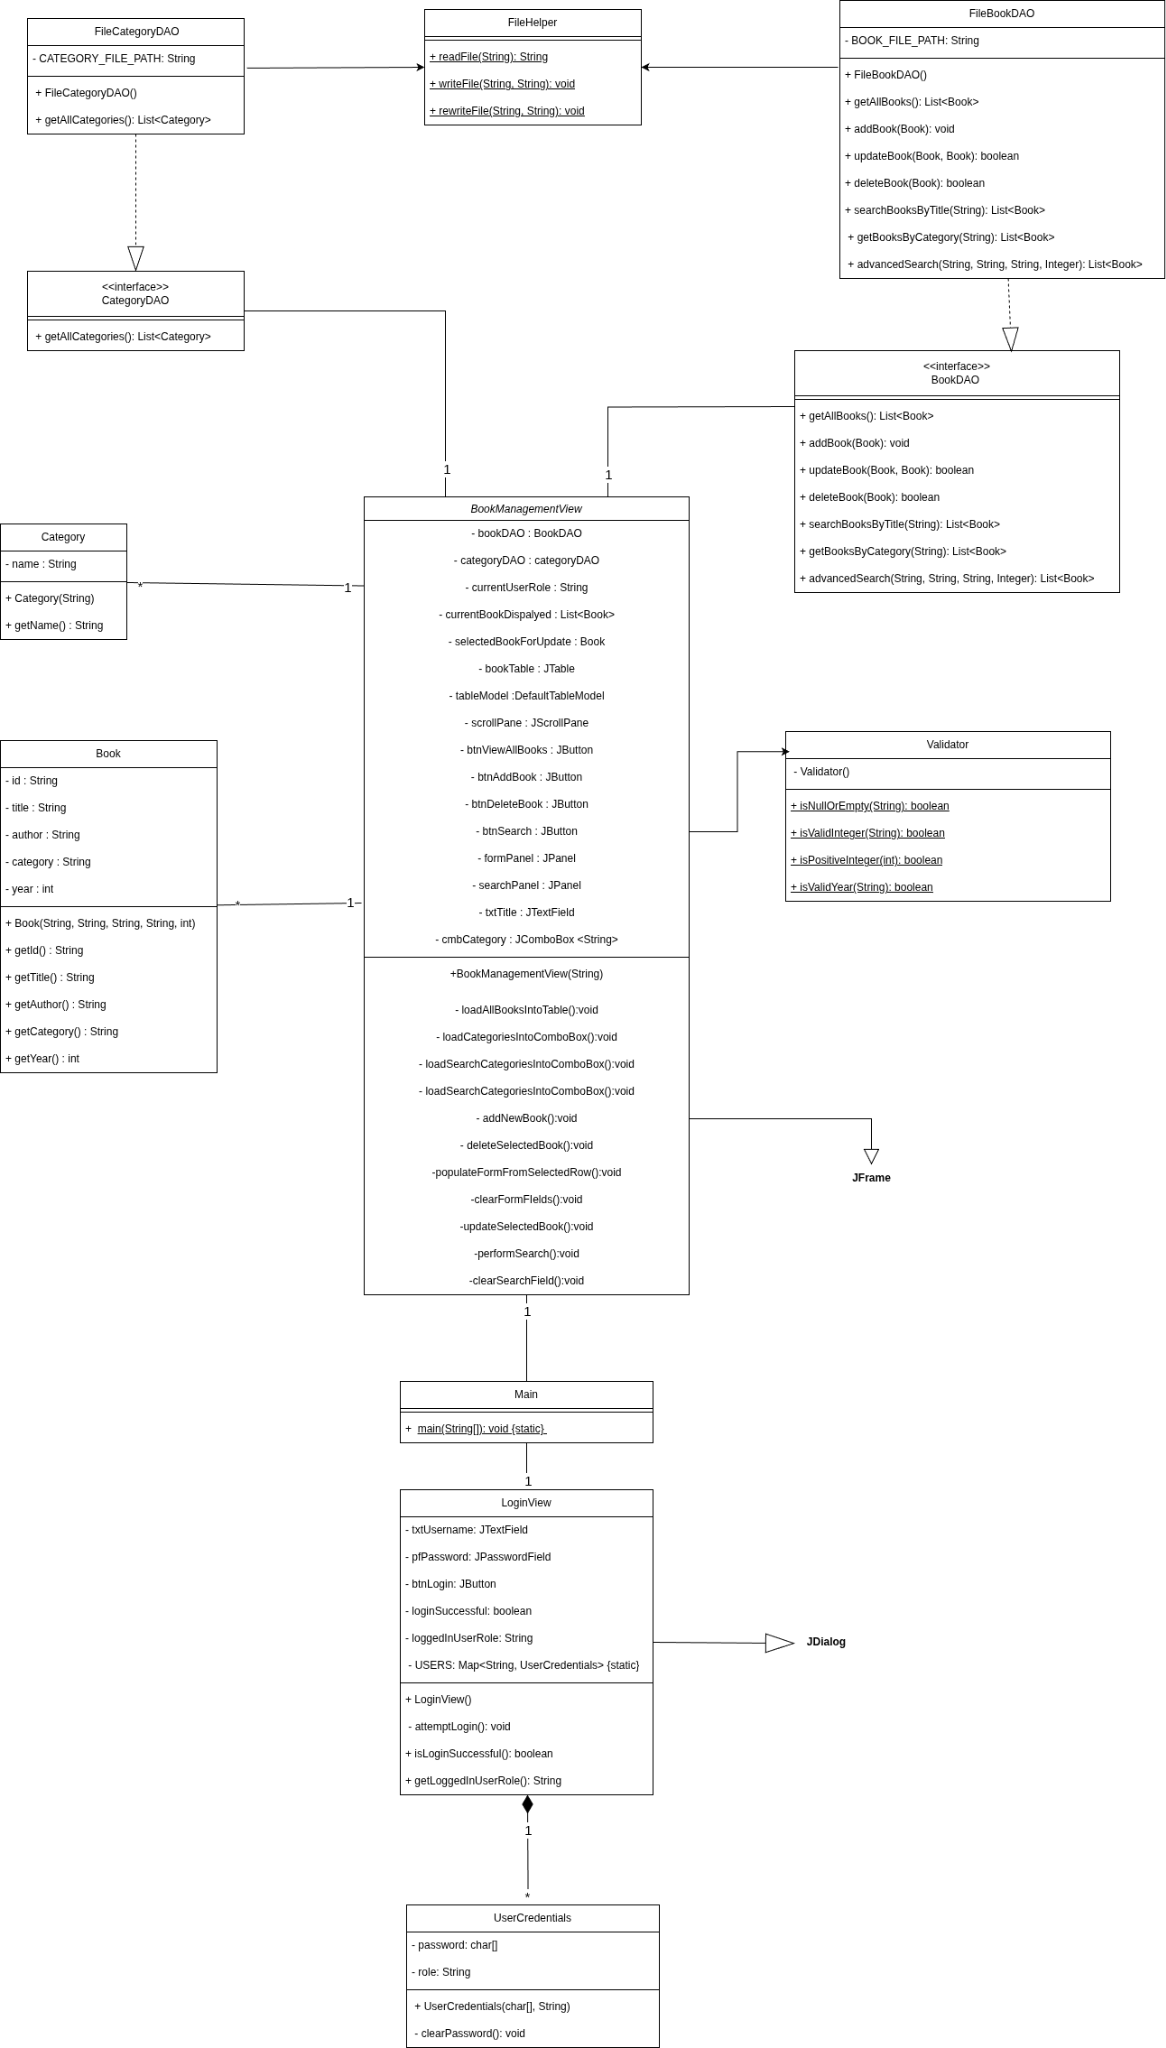 FileCategoryDAO
- CATEGORY_FILE_PATH: String
+ FileCategoryDAO()
+ getAllCategories(): List<Category>
FileHelper
+ readFile(String): String
+ writeFile(String, String): void
+ rewriteFile(String, String): void
FileBookDAO
- BOOK_FILE_PATH: String
+ FileBookDAO()
+ getAllBooks(): List<Book>
+ addBook(Book): void
+ updateBook(Book, Book): boolean
+ deleteBook(Book): boolean
+ searchBooksByTitle(String): List<Book>
+ getBooksByCategory(String): List<Book>
+ advancedSearch(String, String, String, Integer): List<Book>
<<interface>>
CategoryDAO
+ getAllCategories(): List<Category>
<<interface>>
BookDAO
+ getAllBooks(): List<Book>
+ addBook(Book): void
+ updateBook(Book, Book): boolean
+ deleteBook(Book): boolean
+ searchBooksByTitle(String): List<Book>
+ getBooksByCategory(String): List<Book>
+ advancedSearch(String, String, String, Integer): List<Book>
1
1
Category
- name : String
+ Category(String)
+ getName() : String
*
1
BookManagementView
- bookDAO : BookDAO
- categoryDAO : categoryDAO
- currentUserRole : String
- currentBookDispalyed : List<Book>
- selectedBookForUpdate : Book
- bookTable : JTable
- tableModel :DefaultTableModel
- scrollPane : JScrollPane
- btnViewAllBooks : JButton
- btnAddBook : JButton
- btnDeleteBook : JButton
- btnSearch : JButton
- formPanel : JPanel
- searchPanel : JPanel
- txtTitle : JTextField
- cmbCategory : JComboBox <String>
+BookManagementView(String)
- loadAllBooksIntoTable():void
- loadCategoriesIntoComboBox():void
- loadSearchCategoriesIntoComboBox():void
- loadSearchCategoriesIntoComboBox():void
- addNewBook():void
- deleteSelectedBook():void
-populateFormFromSelectedRow():void
-clearFormFIelds():void
-updateSelectedBook():void
-performSearch():void
-clearSearchField():void
Book
- id : String
- title : String
- author : String
- category : String
- year : int
+ Book(String, String, String, String, int)
+ getId() : String
+ getTitle() : String
+ getAuthor() : String
+ getCategory() : String
+ getYear() : int
*
1
Validator
- Validator()
+ isNullOrEmpty(String): boolean
+ isValidInteger(String): boolean
+ isPositiveInteger(int): boolean
+ isValidYear(String): boolean
JFrame
1
Main
+ main(String[]): void {static}
1
LoginView
- txtUsername: JTextField
- pfPassword: JPasswordField
- btnLogin: JButton
- loginSuccessful: boolean
- loggedInUserRole: String
- USERS: Map<String, UserCredentials> {static}
+ LoginView()
- attemptLogin(): void
+ isLoginSuccessful(): boolean
+ getLoggedInUserRole(): String
JDialog
1
*
UserCredentials
- password: char[]
- role: String
+ UserCredentials(char[], String)
- clearPassword(): void